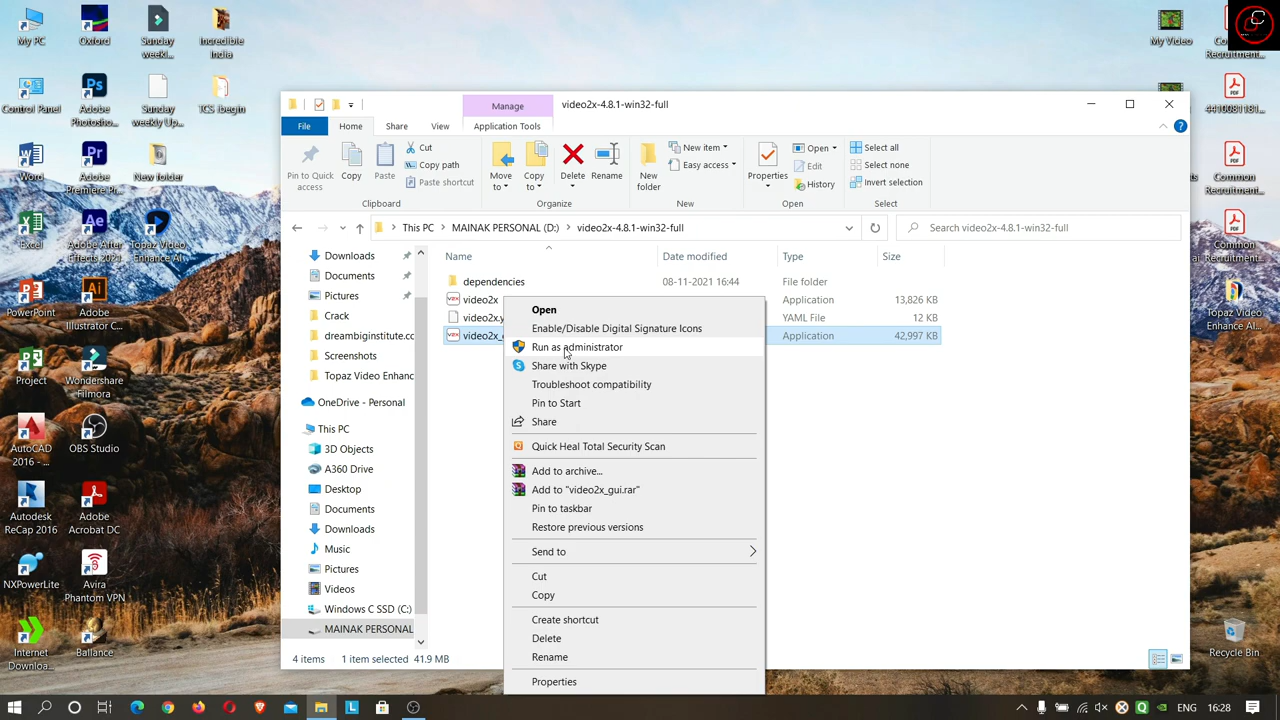 My PC
Oxford
Sunday
weekl...
Incredible
India
Control Panel
Adobe
Photosho...
Sunday
weekly Up...
TCS ibegin
Word
Adobe
Premiere Pr...
New folder
Excel
Adobe After
Effects 2021
Topaz Video
Enhance AI
PowerPoint
Adobe
Illustrator C...
Project
Wondershare
Filmora
AutoCAD
2016 - ...
OBS Studio
Autodesk
ReCap 2016
Adobe
Acrobat DC
NXPowerLite
Avira
Phantom VPN
Internet
Downloa...
Ballance
My Video
Recruitment...
4410081181...
Common
Recruitment...
Common
Recruitment...
Topaz Video
Enhance AI...
Recycle Bin
Manage
video2x-4.8.1-win32-full
File
Home
Share
View
Application Tools
Pin to Quick
access
Copy
Paste
Cut
Copy path
Paste shortcut
Clipboard
Move
to
Copy
to
Delete
Rename
Organize
New
folder
New item
Easy access
New
Properties
Open
Edit
History
Open
Select all
Select none
Invert selection
Select
This PC
MAINAK PERSONAL (D:)
video2x-4.8.1-win32-full
Search video2x-4.8.1-win32-full
Downloads
Documents
Pictures
Crack
dreambiginstitute.co
Screenshots
Topaz Video Enhanc
OneDrive - Personal
This PC
3D Objects
A360 Drive
Desktop
Documents
Downloads
Music
Pictures
Videos
Windows C SSD (C:)
MAINAK PERSONAL
Name
Date modified
Type
Size
dependencies
08-11-2021 16:44
File folder
video2x
Application
13,826 KB
video2x.y
YAML File
12 KB
video2x_
Application
42,997 KB
Open
Enable/Disable Digital Signature Icons
Run as administrator
Share with Skype
Troubleshoot compatibility
Pin to Start
Share
Quick Heal Total Security Scan
Add to archive...
Add to "video2x_gui.rar"
Pin to taskbar
Restore previous versions
Send to
Cut
Copy
Create shortcut
Delete
Rename
Properties
4 items
1 item selected
41.9 MB
ENG
16:28